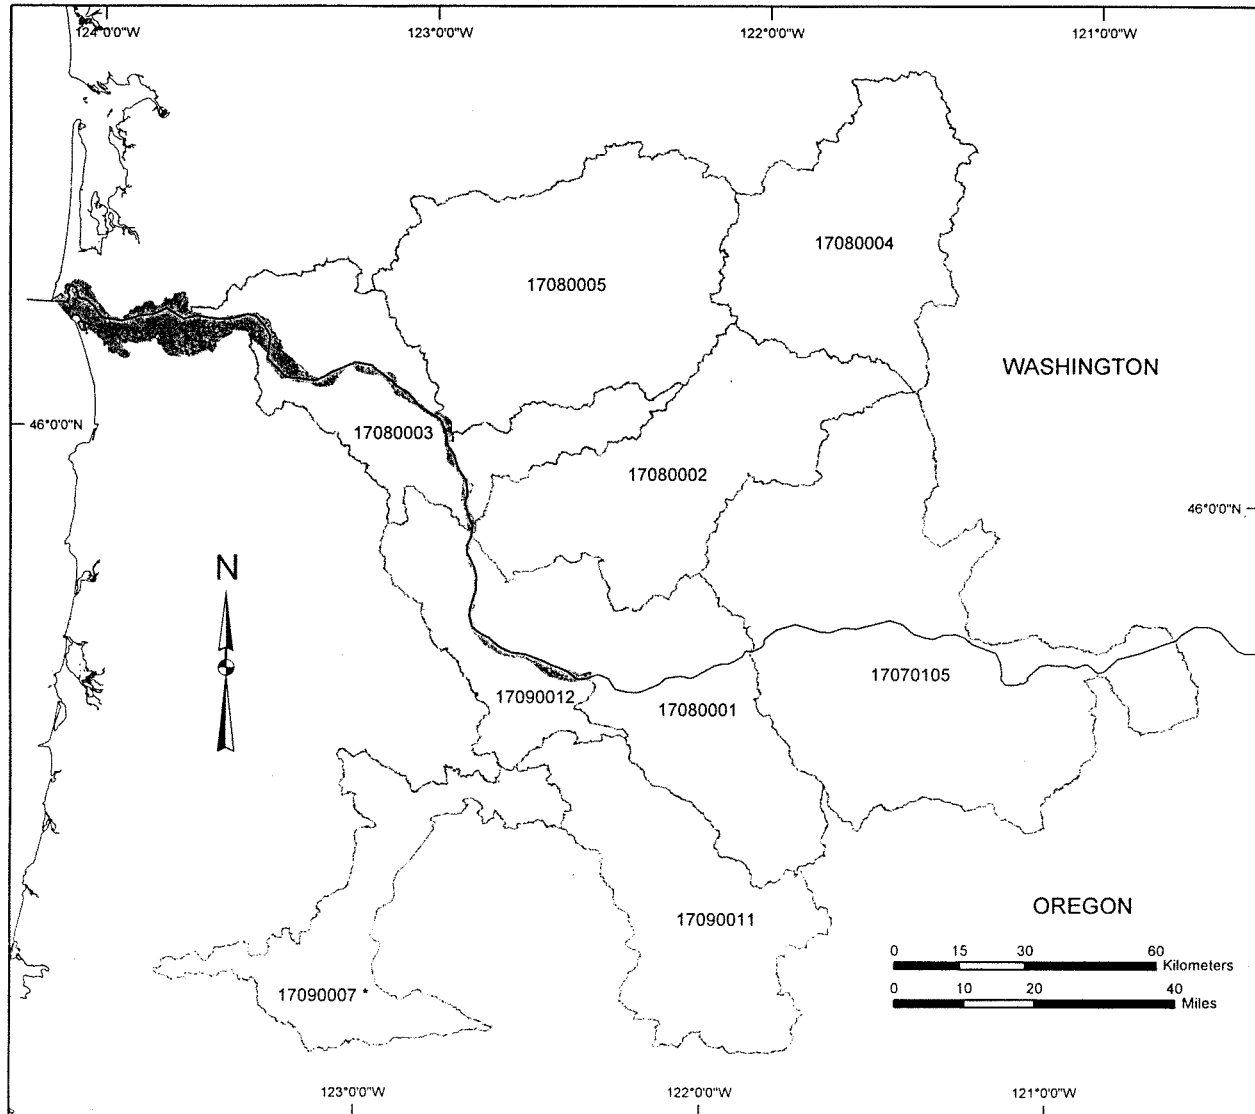 124°0'0"W 123°0'0"W 122°0'0"W 121°0'0"W
17080004
17080005
WASHINGTON
46°0'0"N
17080003
17080002
46°0'0"N
N
17070105
17090012
17080001
OREGON
17090011
0 15 30 60
Kilometers
17090007 *
0 10 20 40
Miles
123°0'0"W 122°0'0"W 121°0'0"W